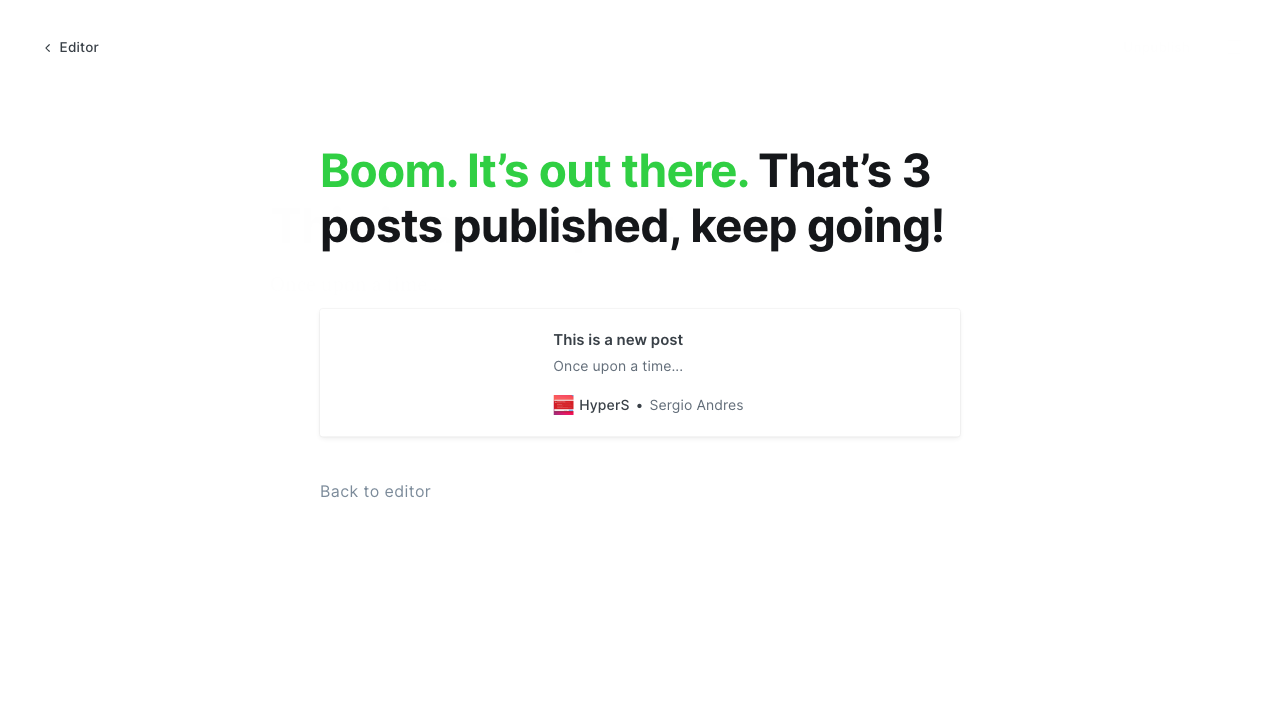 Editor
Boom. It’s out there. That’s 3
posts published, keep going!
This is a new post
Once upon a time...
HyperS • Sergio Andres
Back to editor